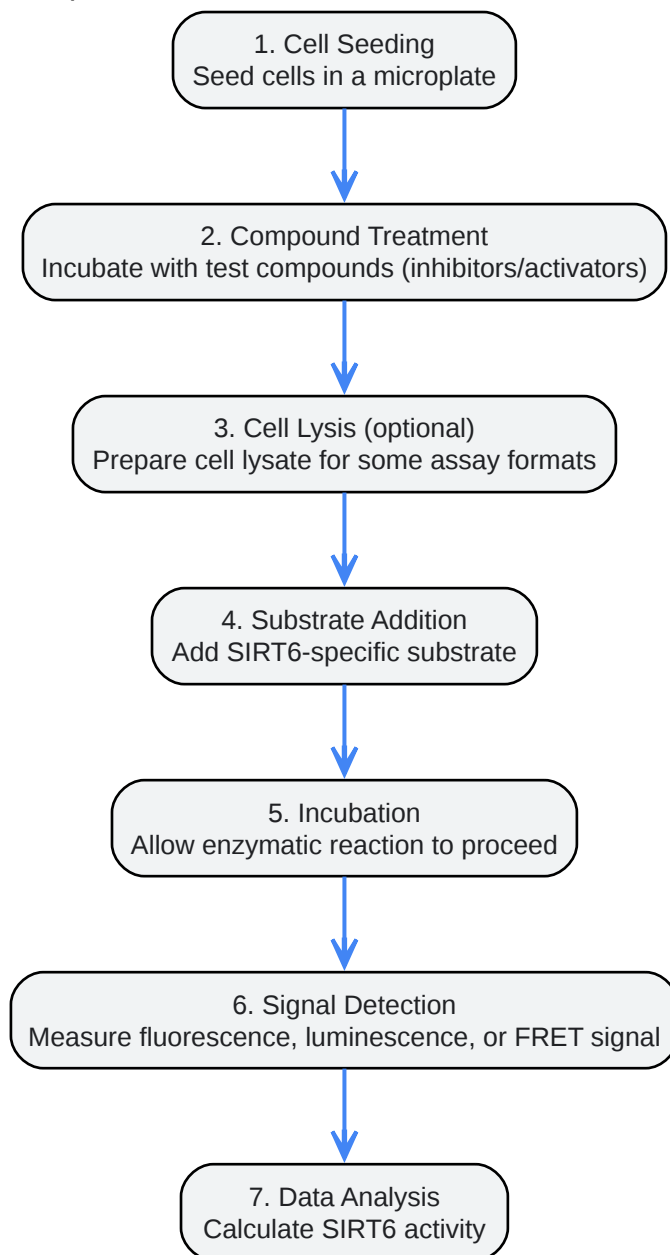 1. Cell Seeding
Seed cells in a microplate
2. Compound Treatment
Incubate with test compounds (inhibitors/activators)
3. Cell Lysis (optional)
Prepare cell lysate for some assay formats
4. Substrate Addition
Add SIRT6-specific substrate
5. Incubation
Allow enzymatic reaction to proceed
6. Signal Detection
Measure fluorescence, luminescence, or FRET signal
7. Data Analysis
Calculate SIRT6 activity